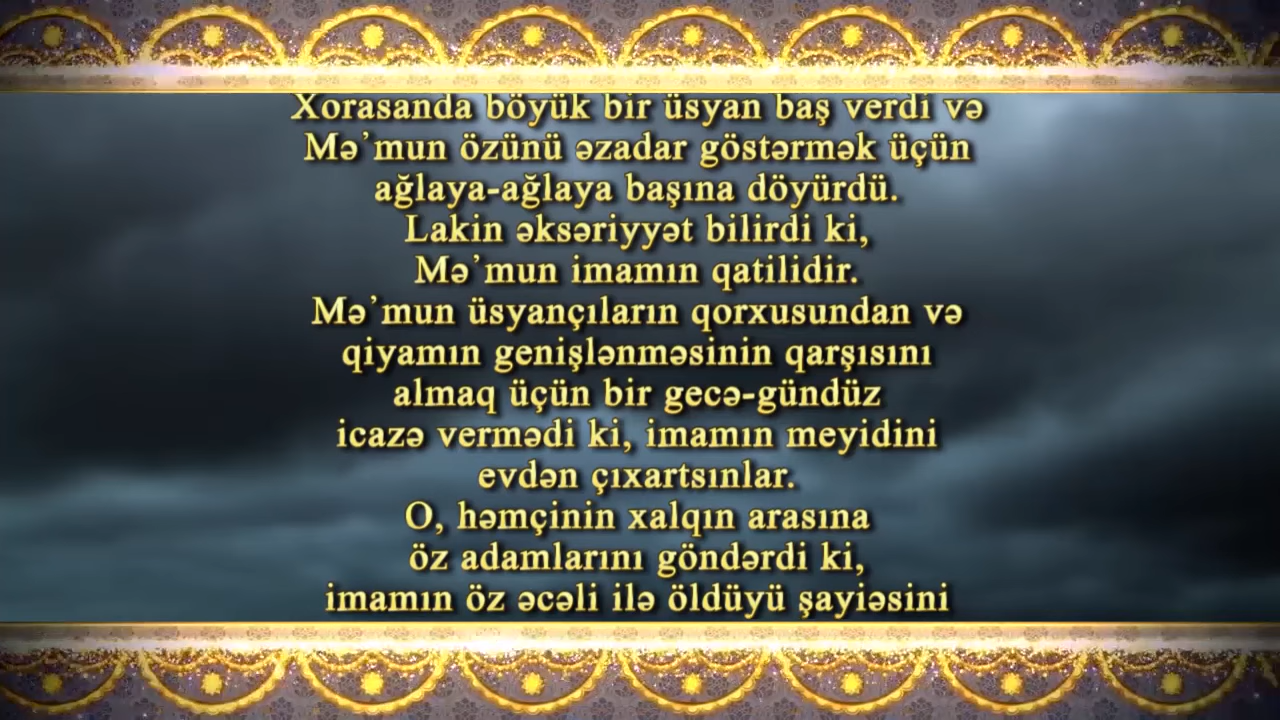 Xorasanda böyük bir üsyan baş verdi və
Mə’mun özünü əzadar göstərmək üçün
ağlaya-ağlaya başına döyürdü.
Lakin əksəriyyət bilirdi ki,
Mə’mun imamın qatilidir.
Mə’mun üsyançıların qorxusundan və
qiyamın genişlənməsinin qarşısını
almaq üçün bir gecə-gündüz
icazə vermədi ki, imamın meyidini
evdən çıxartsınlar.
O, həmçinin xalqın arasına
öz adamlarını göndərdi ki,
imamın öz əcəli ilə öldüyü şayiəsini